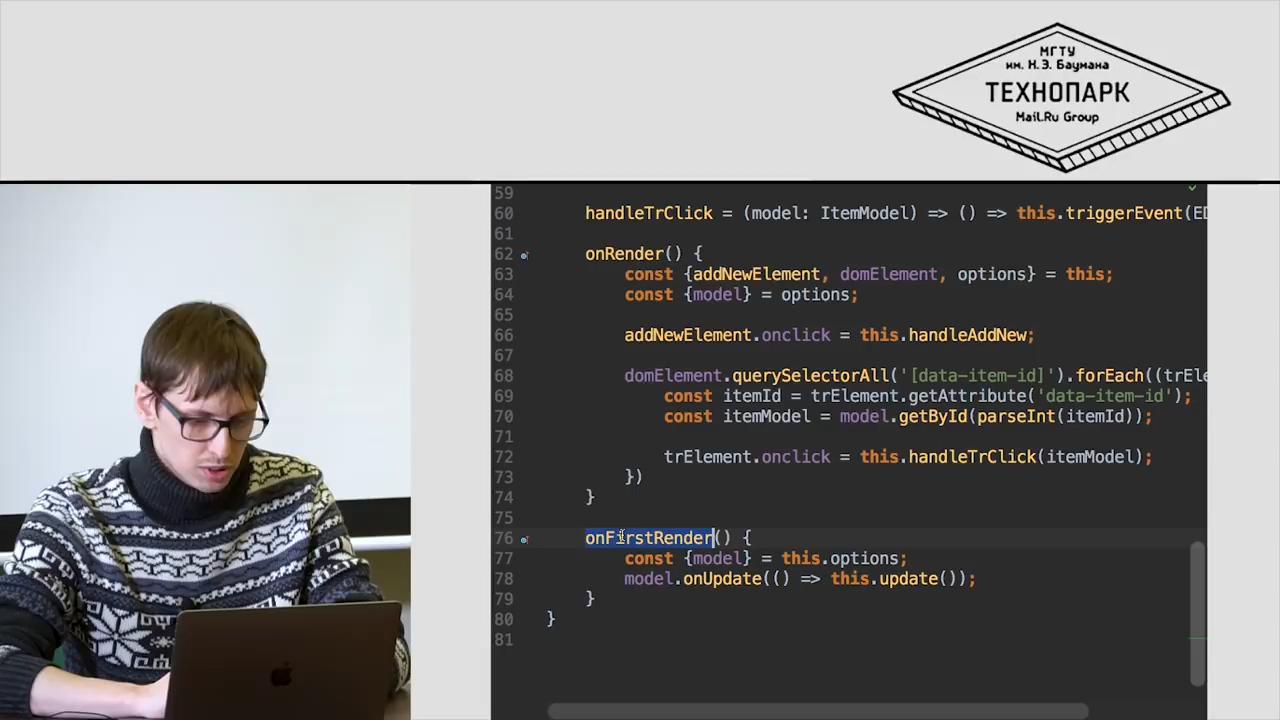 МГТУ
им. Н.Э. Баумана
ТЕХНОПАРК
Mail.Ru Group
59
60 handleTrClick = (model: ItemModel) => () => this.triggerEvent(ED
61
62 onRender() {
63 const {addNewElement, domElement, options} = this;
64 const {model} = options;
65
66 addNewElement.onclick = this.handleAddNew;
67
68 domElement.querySelectorAll('[data-item-id]').forEach((trEle
69 const itemId = trElement.getAttribute('data-item-id');
70 const itemModel = model.getById(parseInt(itemId));
71
72 trElement.onclick = this.handleTrClick(itemModel);
73 })
74 }
75
76 onFirstRender() {
77 const {model} = this.options;
78 model.onUpdate(() => this.update());
79 }
80 }
81